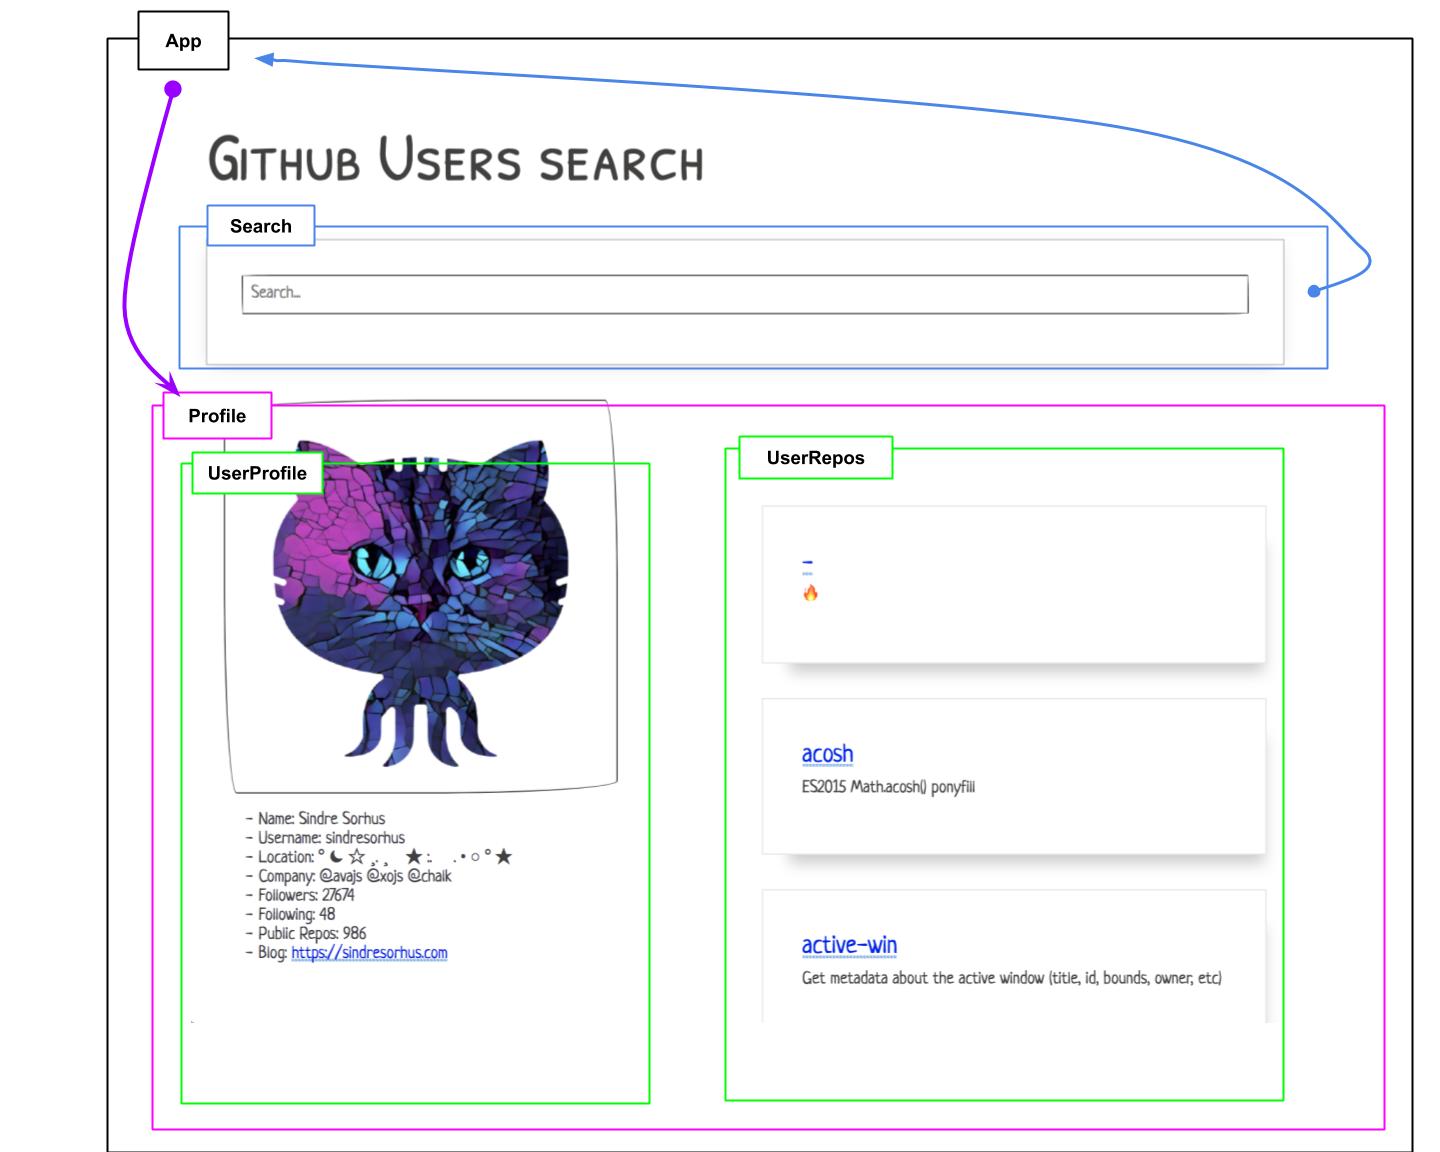 App
Github Users search
Search
Search...
Profile
UserProfile
UserRepos
-
🔥
acosh
ES2015 Math.acosh() ponyfill
active-win
Get metadata about the active window (title, id, bounds, owner, etc)
- Name: Sindre Sorhus
- Username: sindresorhus
- Location: ° ☾ ☆ ¸. ¸ ★ :. . • ○ ° ★
- Company: @avajs @xojs @chalk
- Followers: 27674
- Following: 48
- Public Repos: 986
- Blog: https://sindresorhus.com